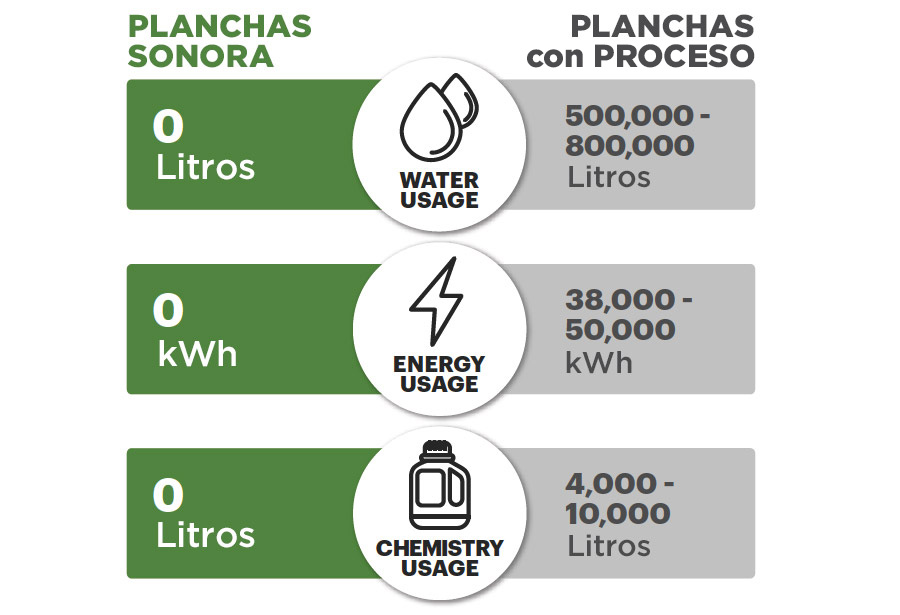 PLANCHAS
SONORA
PLANCHAS
con PROCESO
0
Litros
WATER
USAGE
500,000 -
800,000
Litros
0
kWh
ENERGY
USAGE
38,000 -
50,000
kWh
0
Litros
CHEMISTRY
USAGE
4,000 -
10,000
Litros